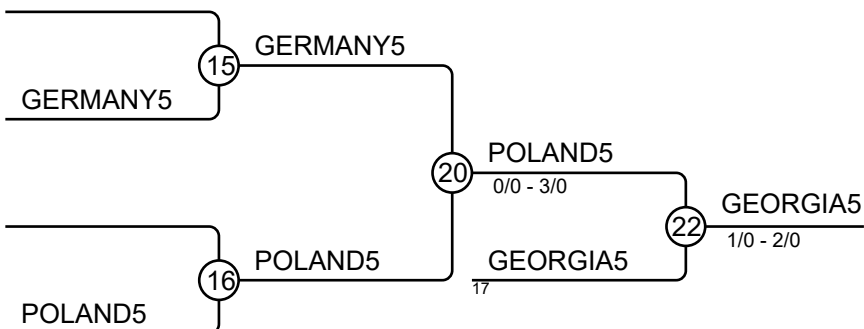 GERMANY5
15
GERMANY5
POLAND5
20
0/0 - 3/0
GEORGIA5
22
1/0 - 2/0
POLAND5
GEORGIA5
16
17
POLAND5